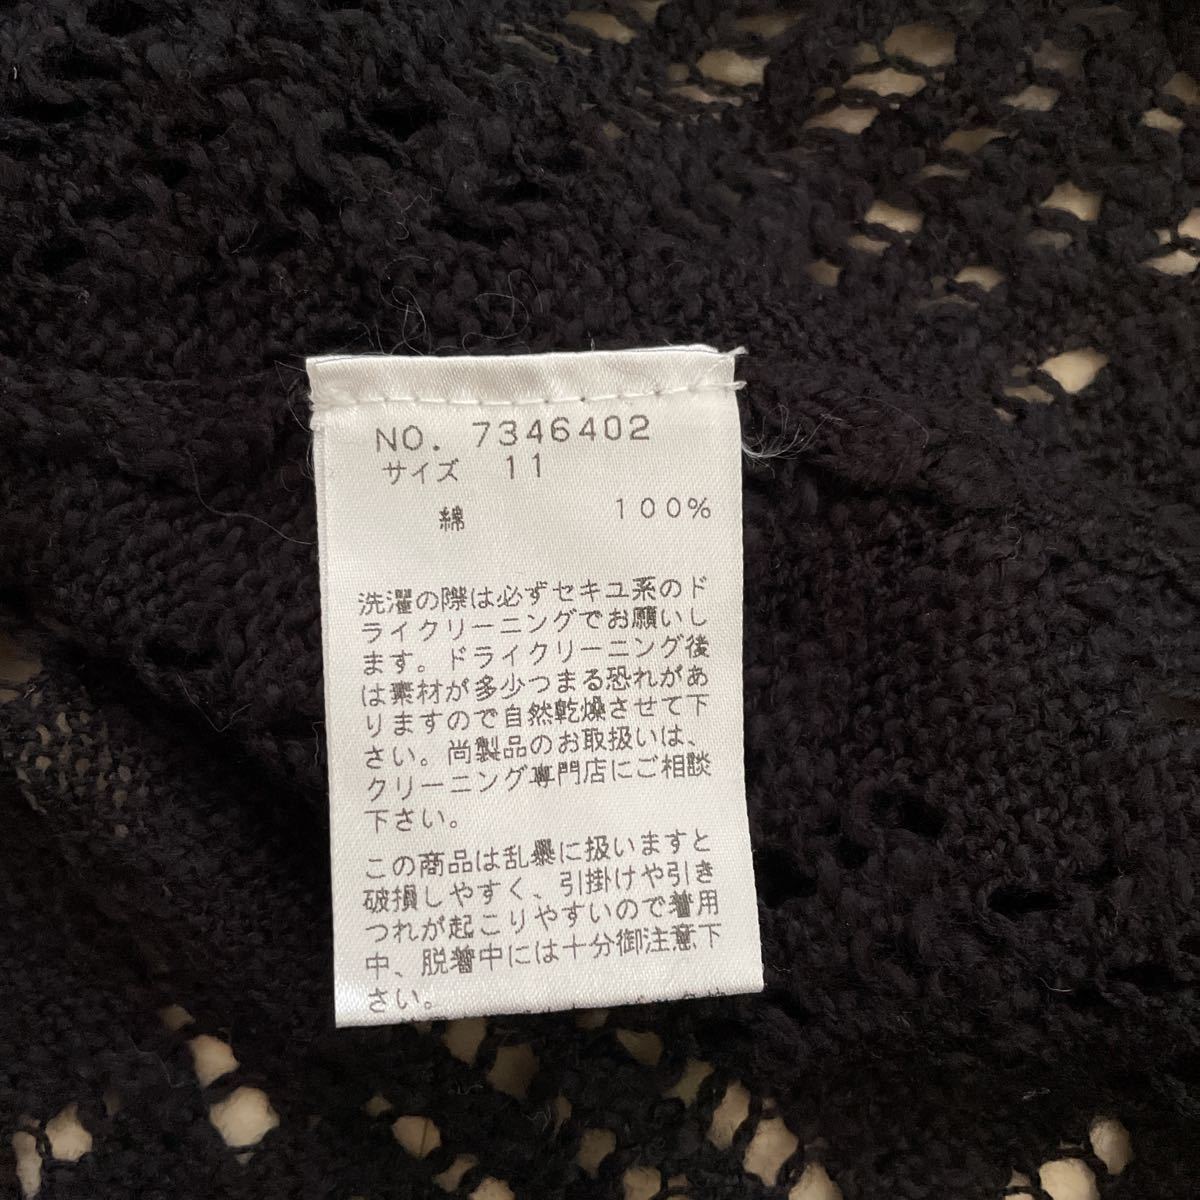 NO. 7346402
サイズ 11
綿 100%
洗濯の際は必ずセキユ系のド
ライクリーニングでお願いし
ます。ドライクリーニング後
は素材が多少つまる恐れがあ
りますので自然乾燥させて下
さい。尚製品のお取扱いは、
クリーニング専門店にご相談
下さい。
この商品は乱暴に扱いますと
破損しやすく、引掛けや引き
つれが起こりやすいので着用
中、脱着中には十分御注意下
さい。